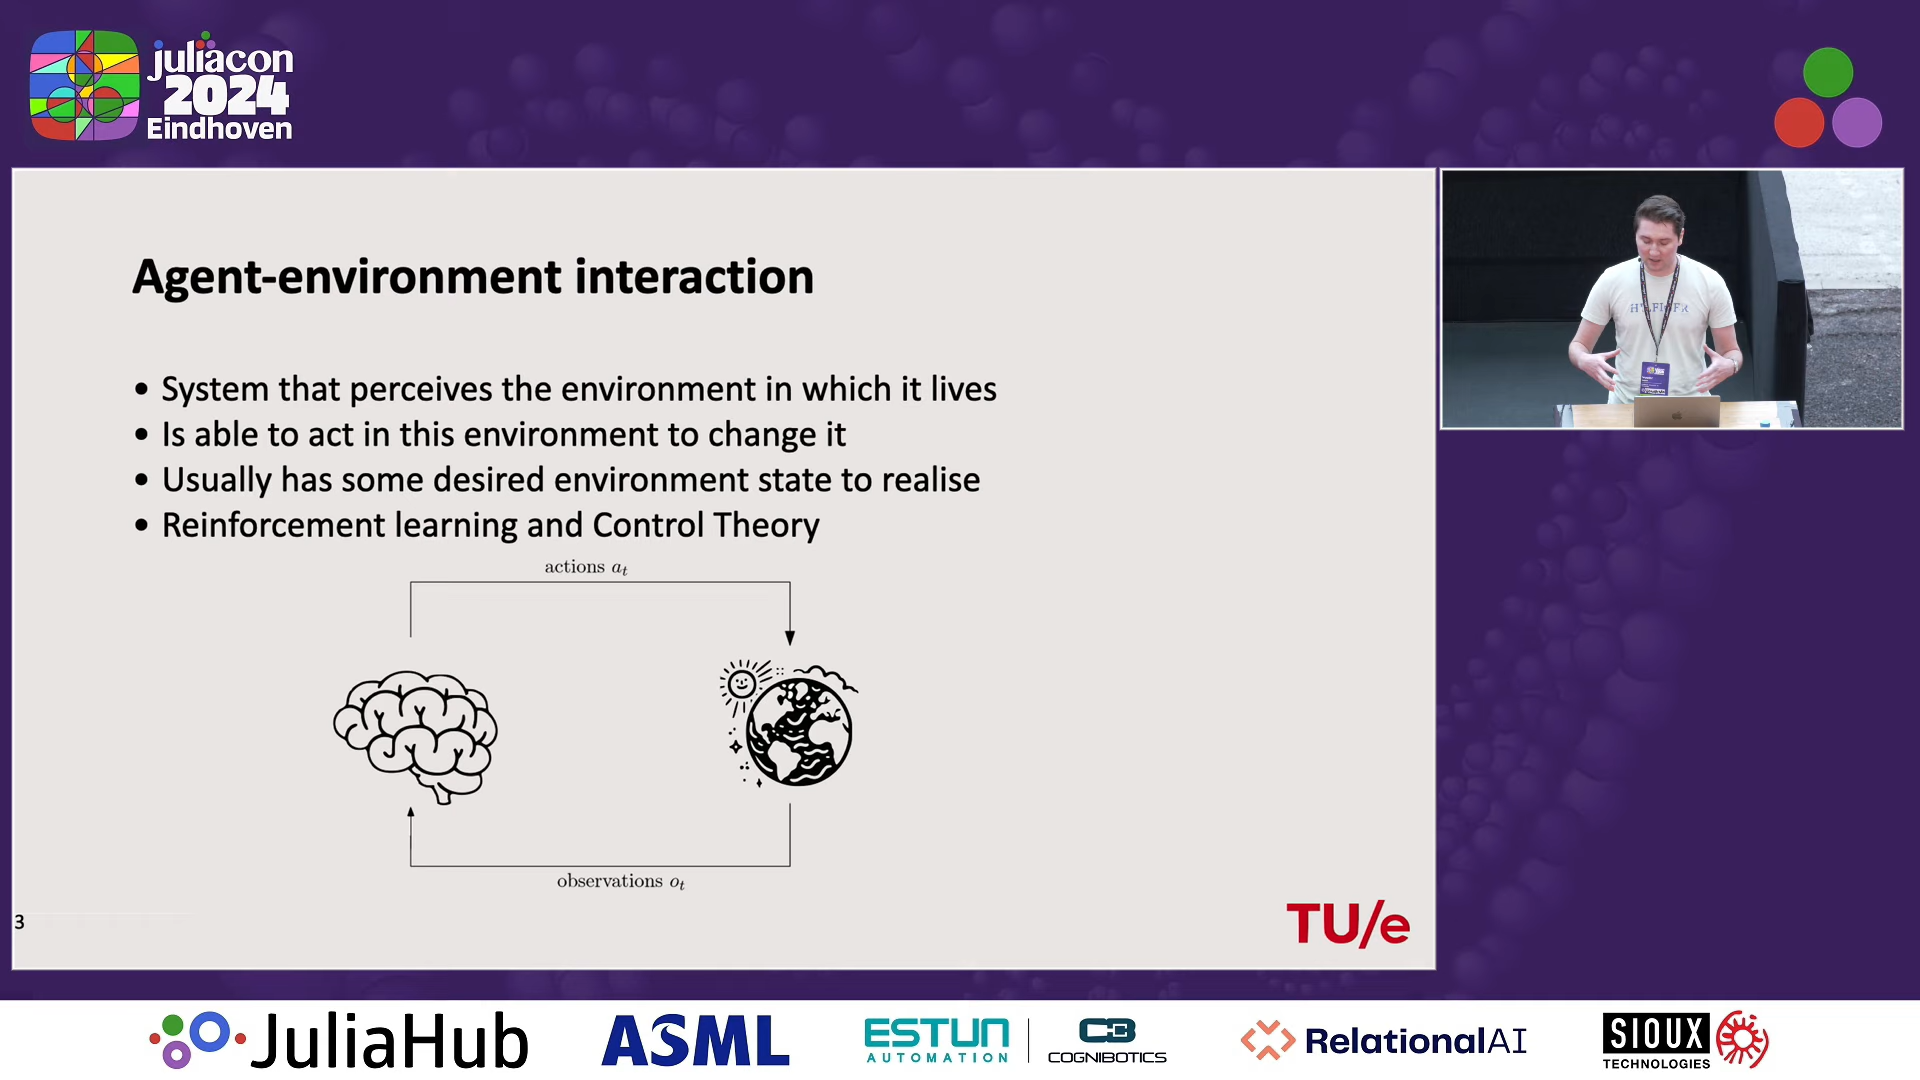 juliacon
2024
Eindhoven
Agent-environment interaction
• System that perceives the environment in which it lives
• Is able to act in this environment to change it
• Usually has some desired environment state to realise
• Reinforcement learning and Control Theory
actions aₜ
observations oₜ
3
TU/e
JuliaHub
ASML
ESTUN
AUTOMATION
COGNIBOTICS
RelationalAI
SIOUX
TECHNOLOGIES